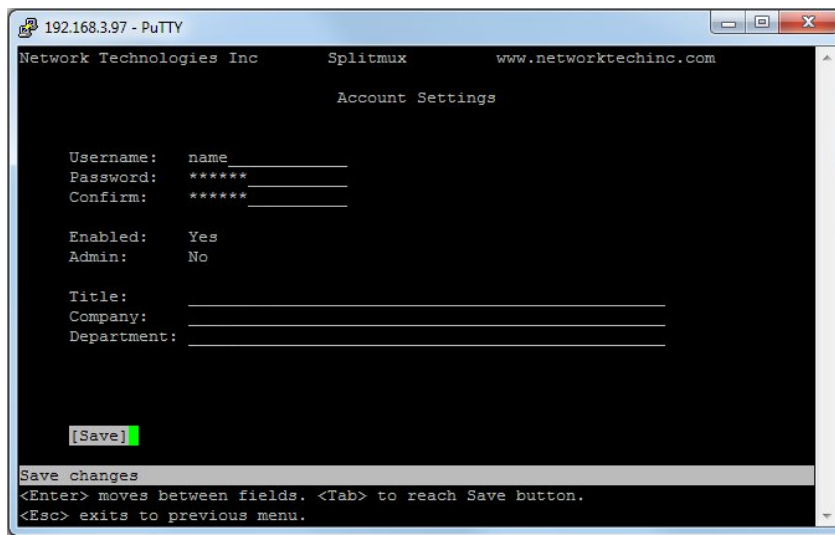 192.168.3.97 - PuTTY
Network Technologies Inc Splitmux www.networktechinc.com
Account Settings
Username: name
Password: ******
Confirm: ******
Enabled: Yes
Admin: No
Title:
Company:
Department:
[Save]
Save changes
<Enter> moves between fields. <Tab> to reach Save button.
<Esc> exits to previous menu.